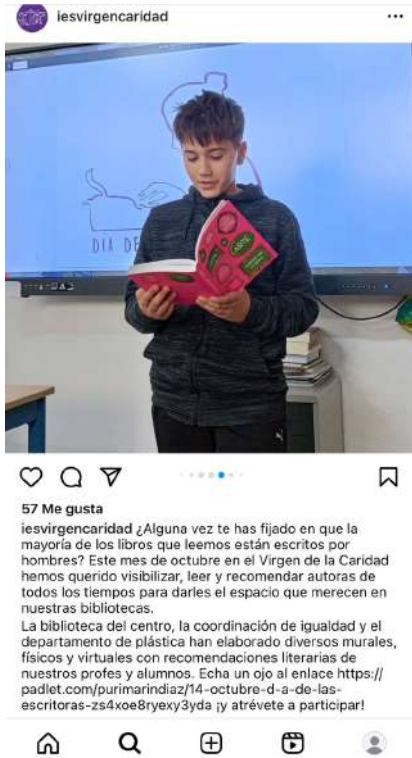 iesvirgencaridad
DIA DE
ARTE
57 Me gusta
iesvirgencaridad ¿Alguna vez te has fijado en que la
mayoría de los libros que leemos están escritos por
hombres? Este mes de octubre en el Virgen de la Caridad
hemos querido visibilizar, leer y recomendar autoras de
todos los tiempos para darles el espacio que merecen en
nuestras bibliotecas.
La biblioteca del centro, la coordinación de igualdad y el
departamento de plástica han elaborado diversos murales,
físicos y virtuales con recomendaciones literarias de
nuestros profes y alumnos. Echa un ojo al enlace https://
padlet.com/purimarindiaz/14-octubre-d-a-de-las-
escritoras-zs4xoe8ryexy3yda ¡y atrévete a participar!